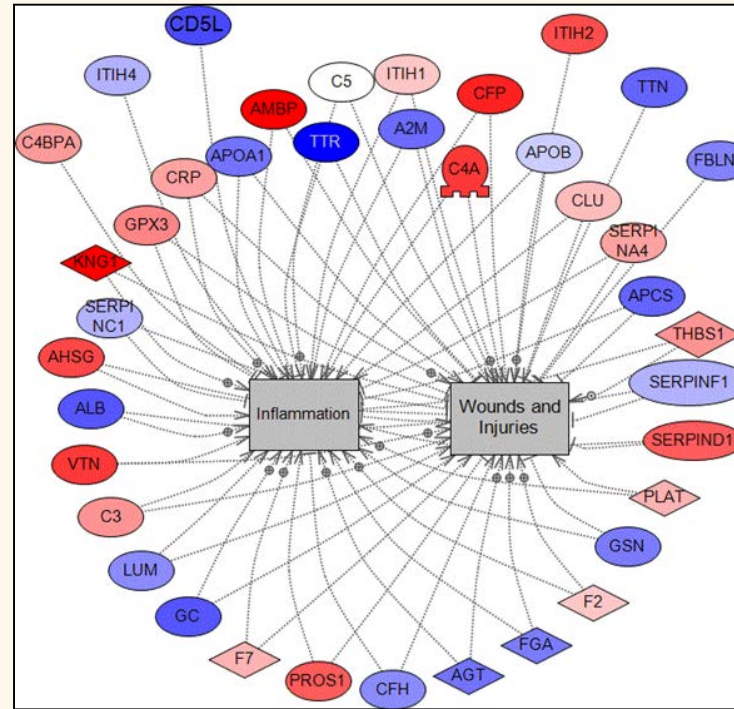 CD5L
ITIH2
ITIH4
C5
ITIH1
AMBP
CFP
TTN
C4BPA
TTR
A2M
APOA1
APOB
FBLN
CRP
C4A
CLU
GPX3
SERPI
NA4
KNG1
APCS
SERPI
NC1
THBS1
AHSG
SERPINF1
Inflammation
Wounds and
Injuries
ALB
SERPIND1
VTN
PLAT
C3
GSN
LUM
F2
GC
FGA
F7
AGT
PROS1
CFH